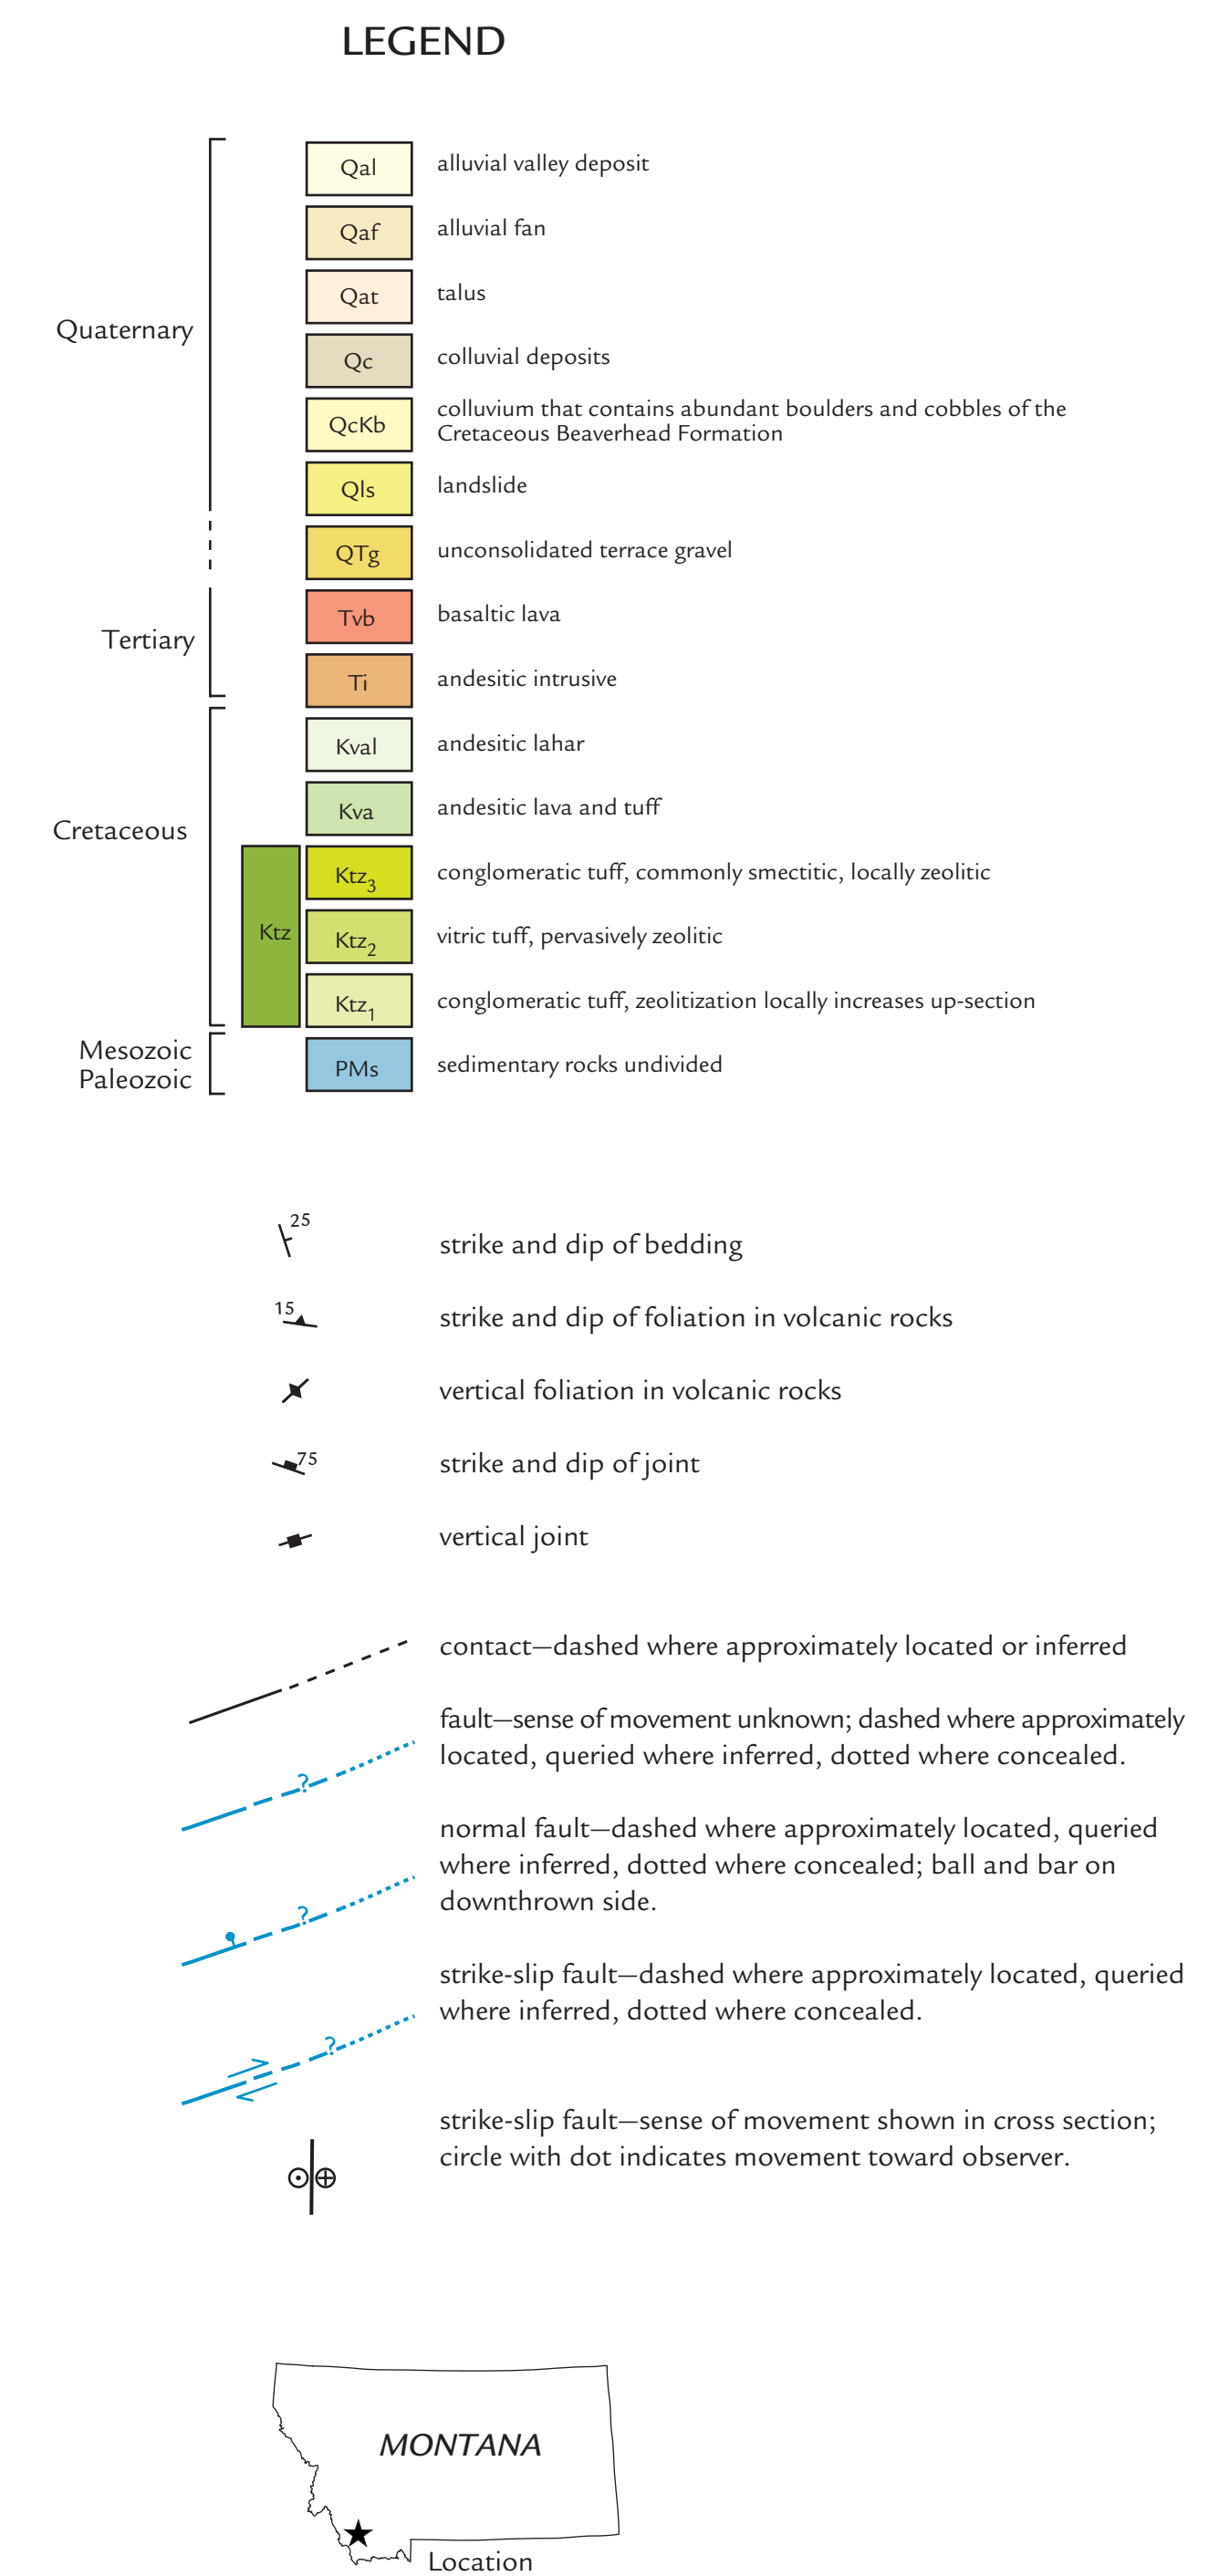 LEGEND
Quaternary
Qal alluvial valley deposit
Qaf alluvial fan
Qat talus
Qc colluvial deposits
QcKb colluvium that contains abundant boulders and cobbles of the
Cretaceous Beaverhead Formation
Qls landslide
QTg unconsolidated terrace gravel
Tertiary
Tvb basaltic lava
Ti andesitic intrusive
Cretaceous
Kval andesitic lahar
Kva andesitic lava and tuff
Ktz
Ktz3 conglomeratic tuff, commonly smectitic, locally zeolitic
Ktz2 vitric tuff, pervasively zeolitic
Ktz1 conglomeratic tuff, zeolitization locally increases up-section
Mesozoic
Paleozoic
PMs sedimentary rocks undivided
25 strike and dip of bedding
15 strike and dip of foliation in volcanic rocks
vertical foliation in volcanic rocks
75 strike and dip of joint
vertical joint
contact—dashed where approximately located or inferred
fault—sense of movement unknown; dashed where approximately
located, queried where inferred, dotted where concealed.
?
normal fault—dashed where approximately located, queried
where inferred, dotted where concealed; ball and bar on
downthrown side.
?
strike-slip fault—dashed where approximately located, queried
where inferred, dotted where concealed.
?
strike-slip fault—sense of movement shown in cross section;
circle with dot indicates movement toward observer.
MONTANA
Location